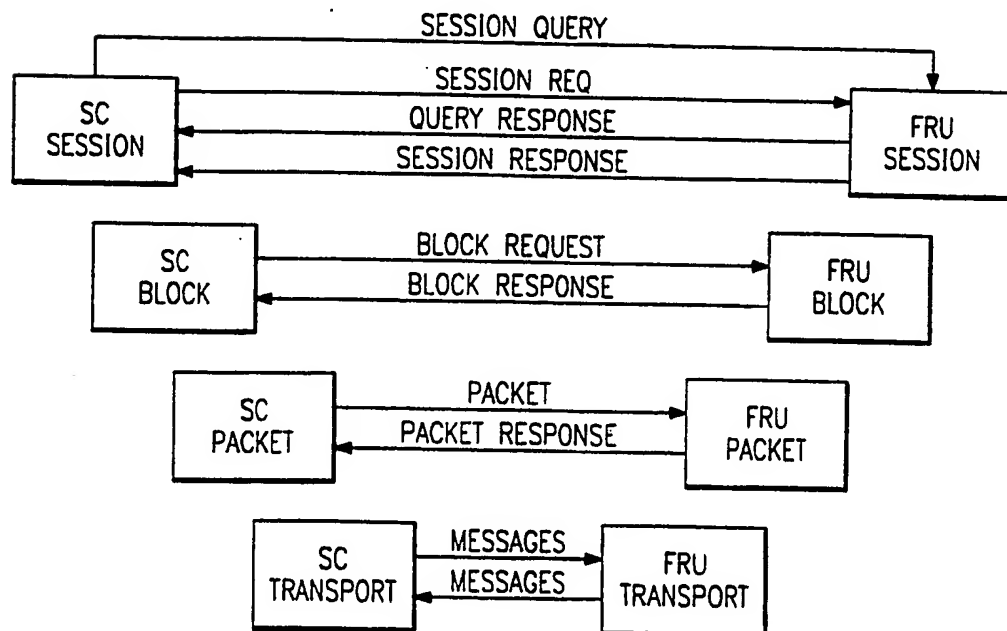 SESSION QUERY
SC
SESSION
SESSION REQ
QUERY RESPONSE
SESSION RESPONSE
FRU
SESSION
SC
BLOCK
BLOCK REQUEST
BLOCK RESPONSE
FRU
BLOCK
SC
PACKET
PACKET
PACKET RESPONSE
FRU
PACKET
SC
TRANSPORT
MESSAGES
MESSAGES
FRU
TRANSPORT